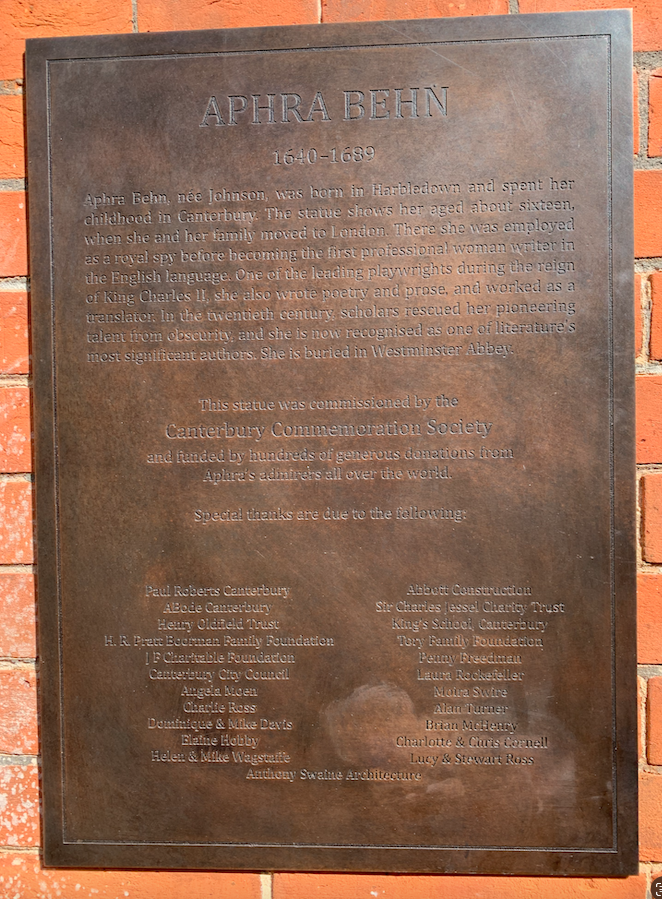 APHRA BEHN
1640–1689
Aphra Behn, née Johnson, was born in Harbledown and spent her
childhood in Canterbury. The statue shows her aged about sixteen,
when she and her family moved to London. There she was employed
as a royal spy before becoming the first professional woman writer in
the English language. One of the leading playwrights during the reign
of King Charles II, she also wrote poetry and prose, and worked as a
translator. In the twentieth century, scholars rescued her pioneering
talent from obscurity, and she is now recognised as one of literature's
most significant authors. She is buried in Westminster Abbey.
This statue was commissioned by the
Canterbury Commemoration Society
and funded by hundreds of generous donations from
Aphra's admirers all over the world.
Special thanks are due to the following:
Paul Roberts Canterbury
ABode Canterbury
Henry Oldfield Trust
H. R. Pratt Boorman Family Foundation
J F Charitable Foundation
Canterbury City Council
Angela Moen
Charlie Ross
Dominique & Mike Davis
Elaine Hobby
Helen & Mike Wagstaffe
Abbott Construction
Sir Charles Jessel Charity Trust
King's School, Canterbury
Tory Family Foundation
Penny Freedman
Laura Rockefeller
Moira Swire
Alan Turner
Brian McHenry
Charlotte & Chris Cornell
Lucy & Stewart Ross
Anthony Swaine Architecture